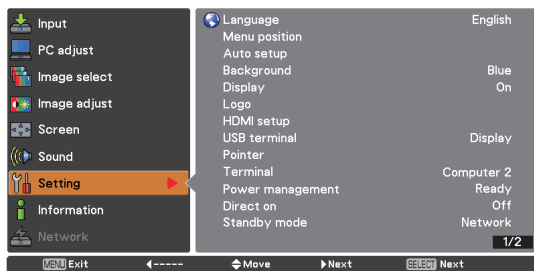 Input
PC adjust
Image select
Image adjust
Screen
Sound
Setting
Information
Network
Language English
Menu position
Auto setup
Background Blue
Display On
Logo
HDMI setup
USB terminal Display
Pointer
Terminal Computer 2
Power management Ready
Direct on Off
Standby mode Network
1/2
MENU Exit ◀----- Move ▶Next SELECT Next